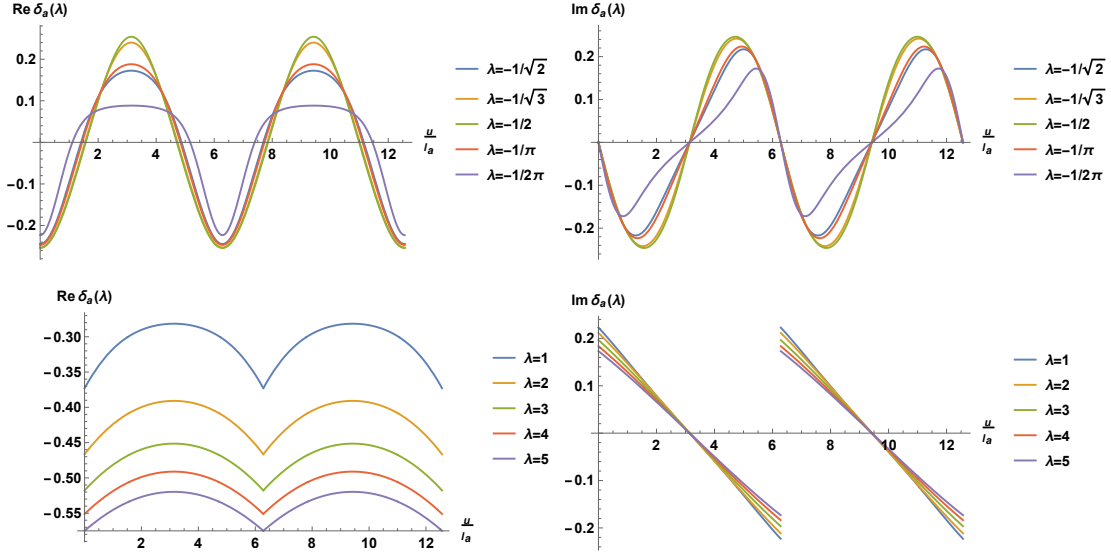 Re δₐ(λ)
0.2
0.1
-0.1
-0.2
2 4 6 8 10 12
u/lₐ
λ=-1/√2
λ=-1/√3
λ=-1/2
λ=-1/π
λ=-1/2π
Im δₐ(λ)
0.2
0.1
-0.1
-0.2
2 4 6 8 10 12
u/lₐ
λ=-1/√2
λ=-1/√3
λ=-1/2
λ=-1/π
λ=-1/2π
Re δₐ(λ)
-0.30
-0.35
-0.40
-0.45
-0.50
-0.55
2 4 6 8 10 12
u/lₐ
λ=1
λ=2
λ=3
λ=4
λ=5
Im δₐ(λ)
0.2
0.1
-0.1
-0.2
2 4 6 8 10 12
u/lₐ
λ=1
λ=2
λ=3
λ=4
λ=5